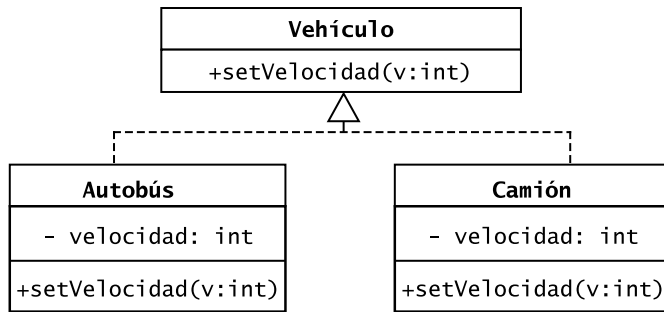 Vehículo
+setVelocidad(v:int)
Autobús
- velocidad: int
+setVelocidad(v:int)
Camión
- velocidad: int
+setVelocidad(v:int)